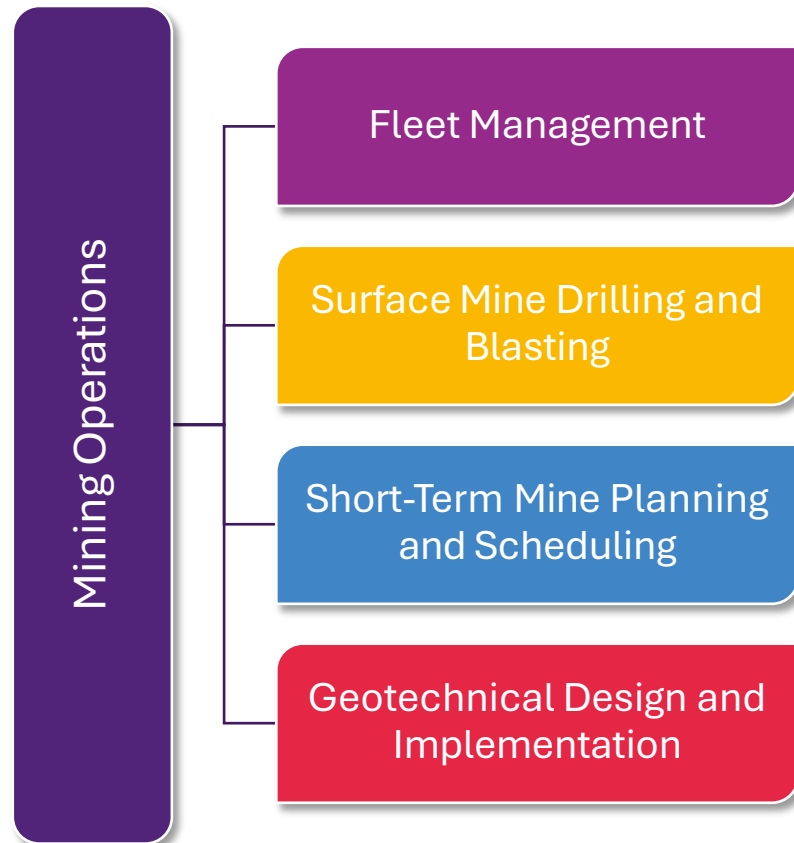 Mining Operations
Fleet Management
Surface Mine Drilling and
Blasting
Short-Term Mine Planning
and Scheduling
Geotechnical Design and
Implementation